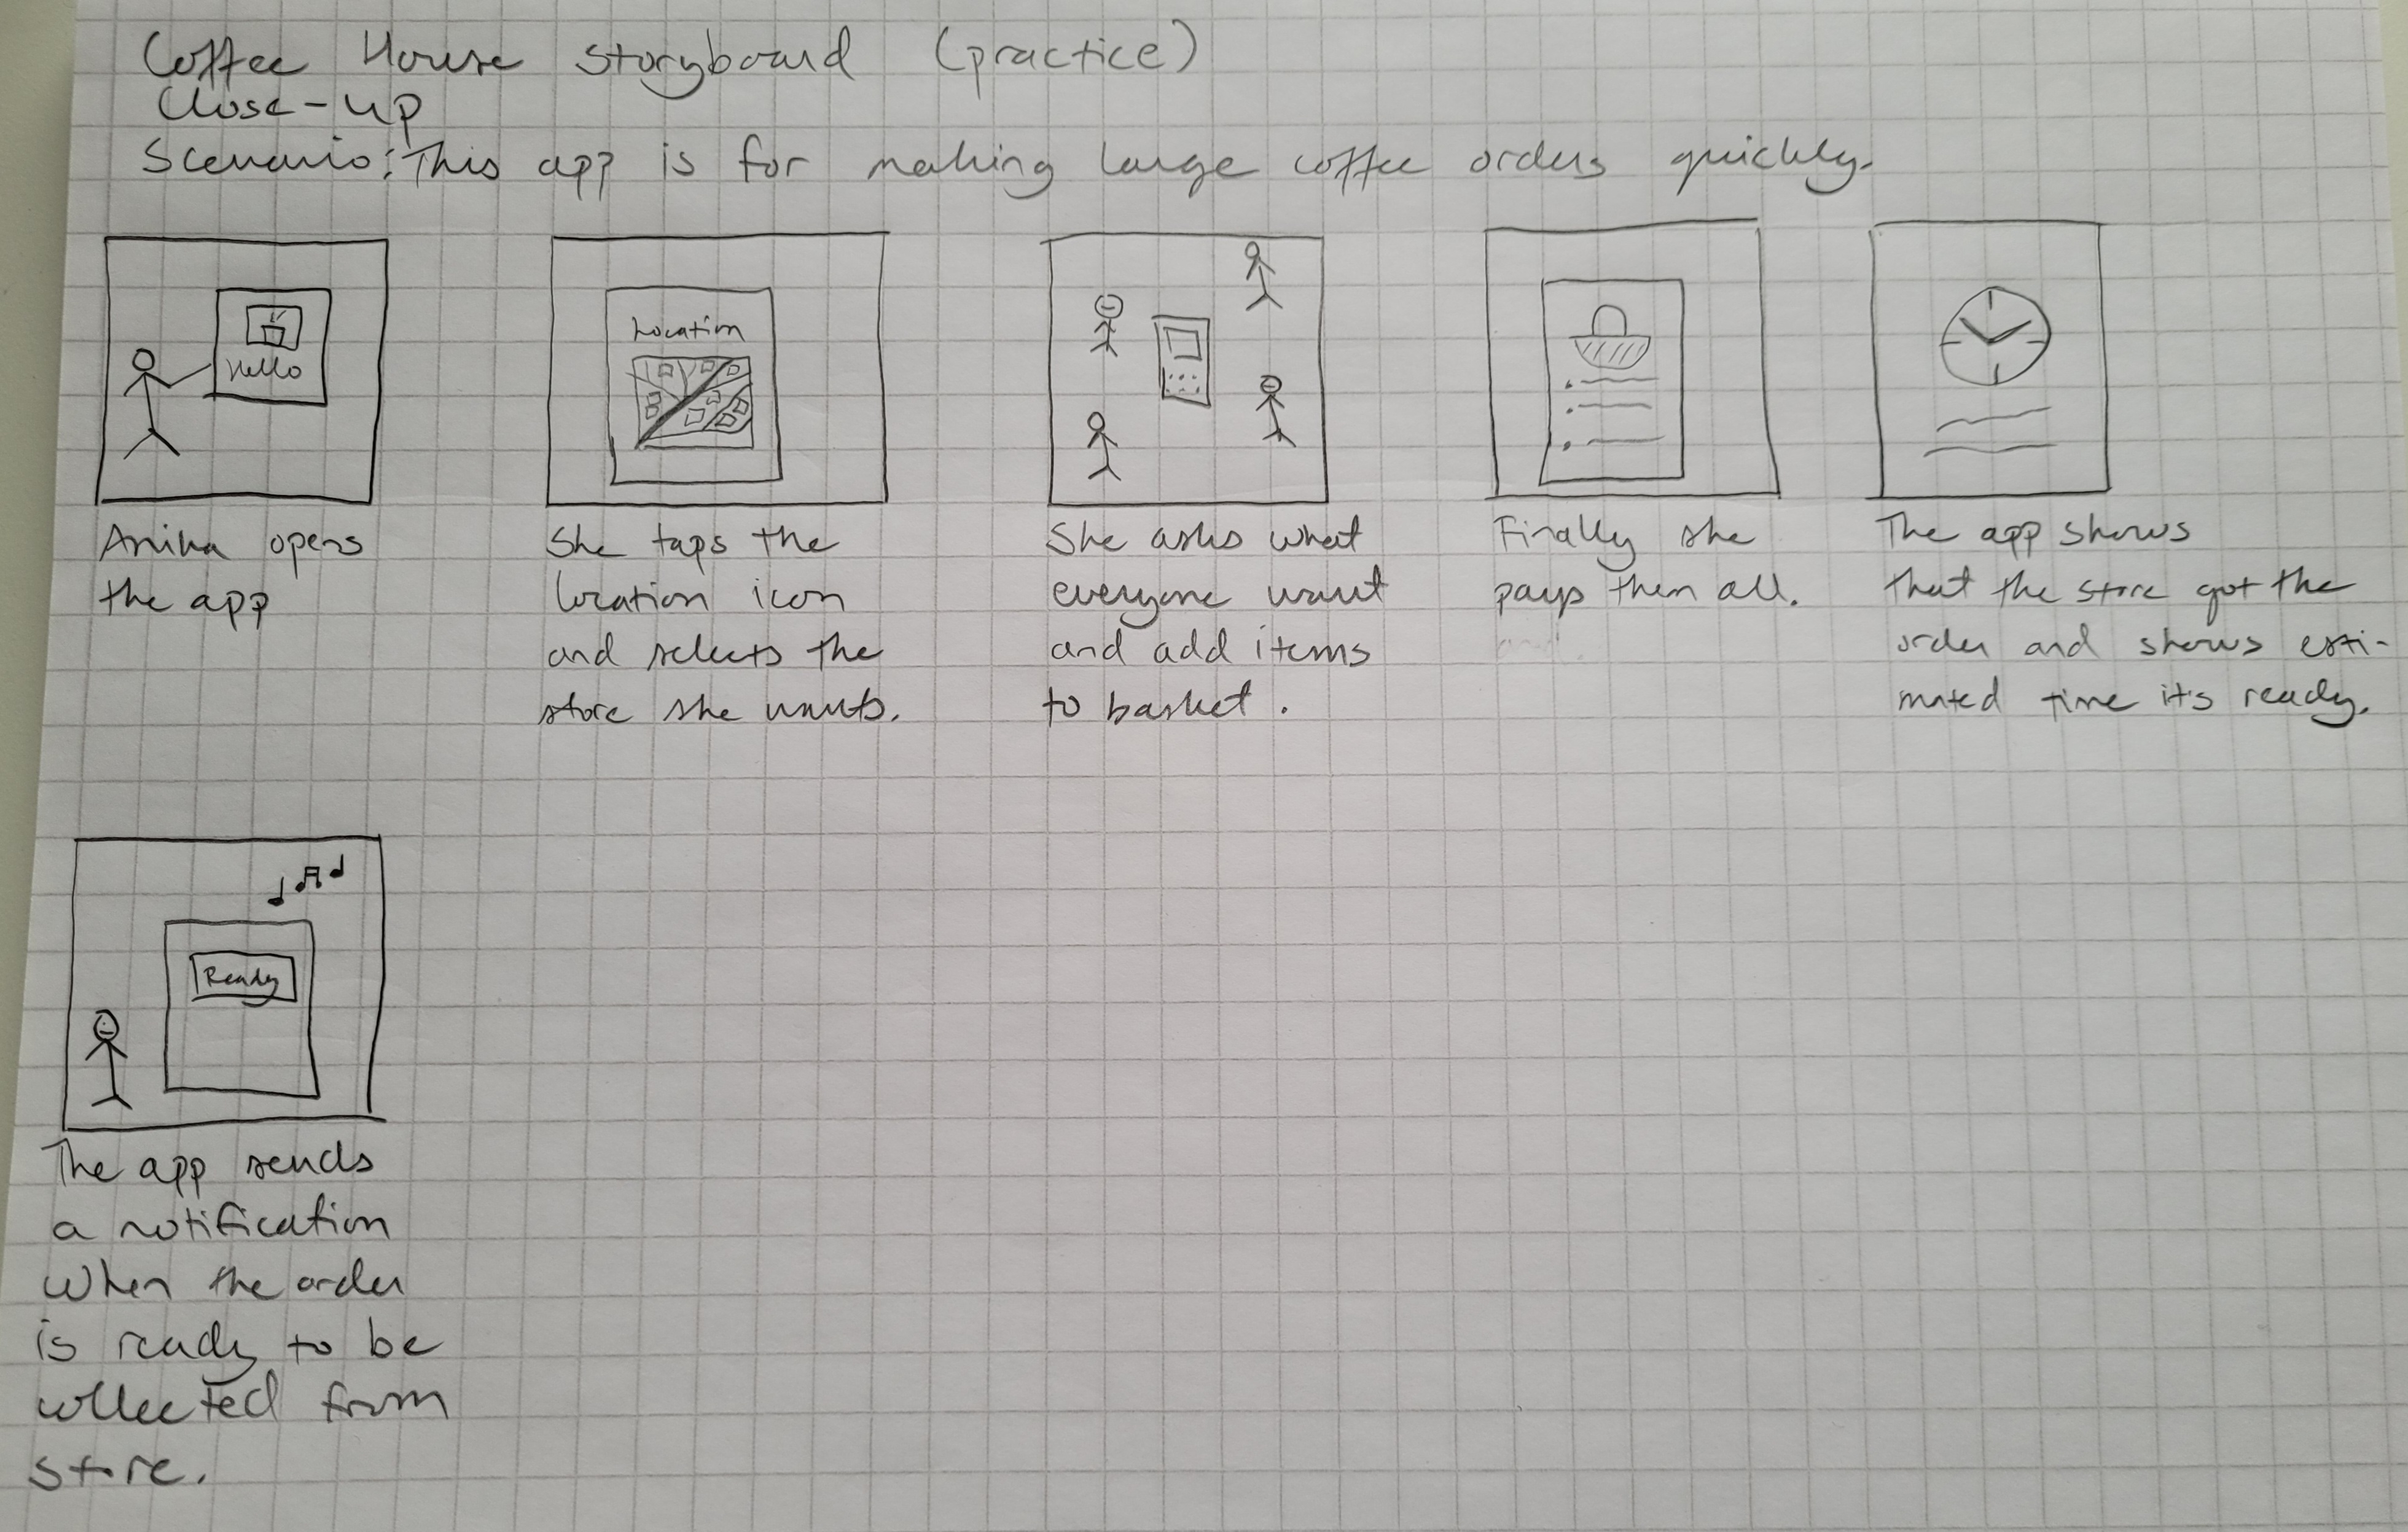 Coffee House Storyboard (practice)
Close-up
Scenario: This app is for making large coffee orders quickly.
Hello
Anika opens
the app
Location
She taps the
location icon
and selects the
store she wants.
She asks what
everyone want
and add items
to basket.
Finally she
pays them all.
and
The app shows
that the store got the
order and shows esti-
mated time it's ready.
Ready
The app sends
a notification
when the order
is ready to be
collected from
store.